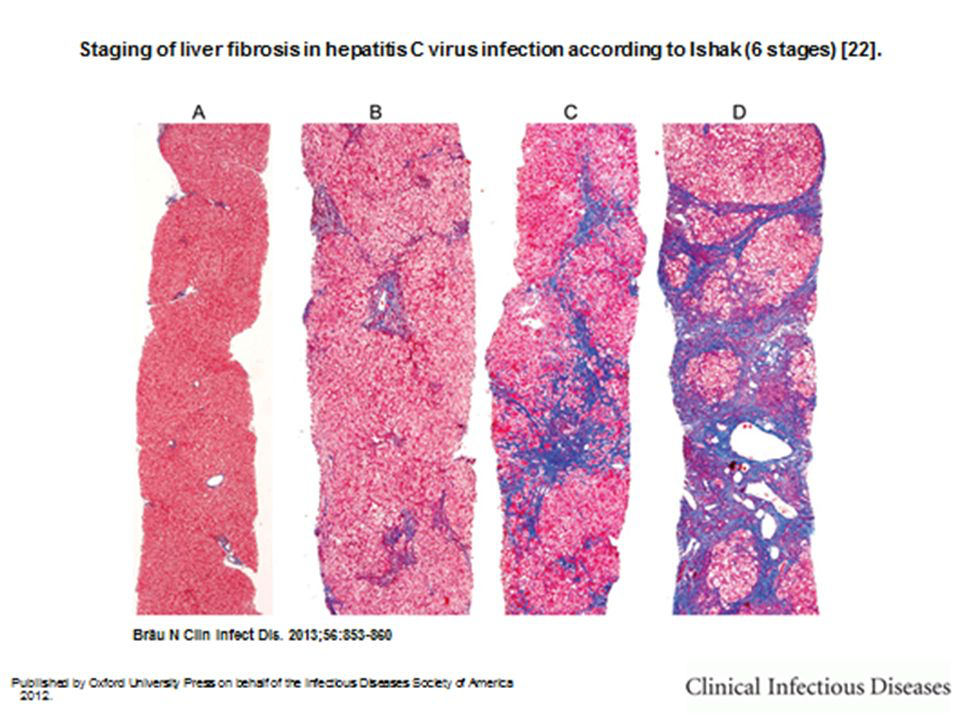 Staging of liver fibrosis in hepatitis C virus infection according to Ishak (6 stages) [22].
A B C D
Bräu N Clin Infect Dis. 2013;56:853-860
Published by Oxford University Press on behalf of the Infectious Diseases Society of America
2012.
Clinical Infectious Diseases